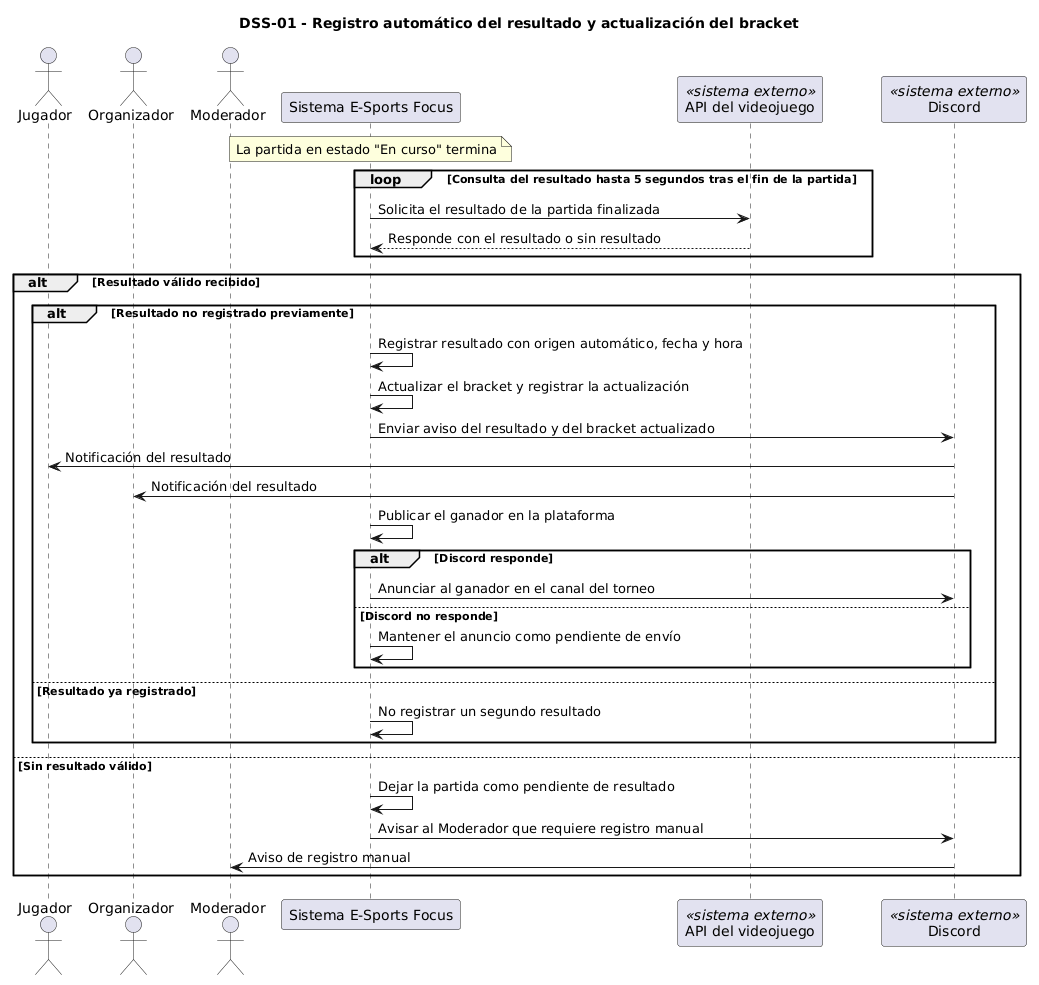 DSS-01 - Registro automático del resultado y actualización del bracket
Jugador
Organizador
Moderador
Sistema E-Sports Focus
«sistema externo»
API del videojuego
«sistema externo»
Discord
La partida en estado "En curso" termina
loop
[Consulta del resultado hasta 5 segundos tras el fin de la partida]
Solicita el resultado de la partida finalizada
Responde con el resultado o sin resultado
alt
[Resultado válido recibido]
alt
[Resultado no registrado previamente]
Registrar resultado con origen automático, fecha y hora
Actualizar el bracket y registrar la actualización
Enviar aviso del resultado y del bracket actualizado
Notificación del resultado
Notificación del resultado
Publicar el ganador en la plataforma
alt
[Discord responde]
Anunciar al ganador en el canal del torneo
[Discord no responde]
Mantener el anuncio como pendiente de envío
[Resultado ya registrado]
No registrar un segundo resultado
[Sin resultado válido]
Dejar la partida como pendiente de resultado
Avisar al Moderador que requiere registro manual
Aviso de registro manual
Jugador
Organizador
Moderador
Sistema E-Sports Focus
«sistema externo»
API del videojuego
«sistema externo»
Discord